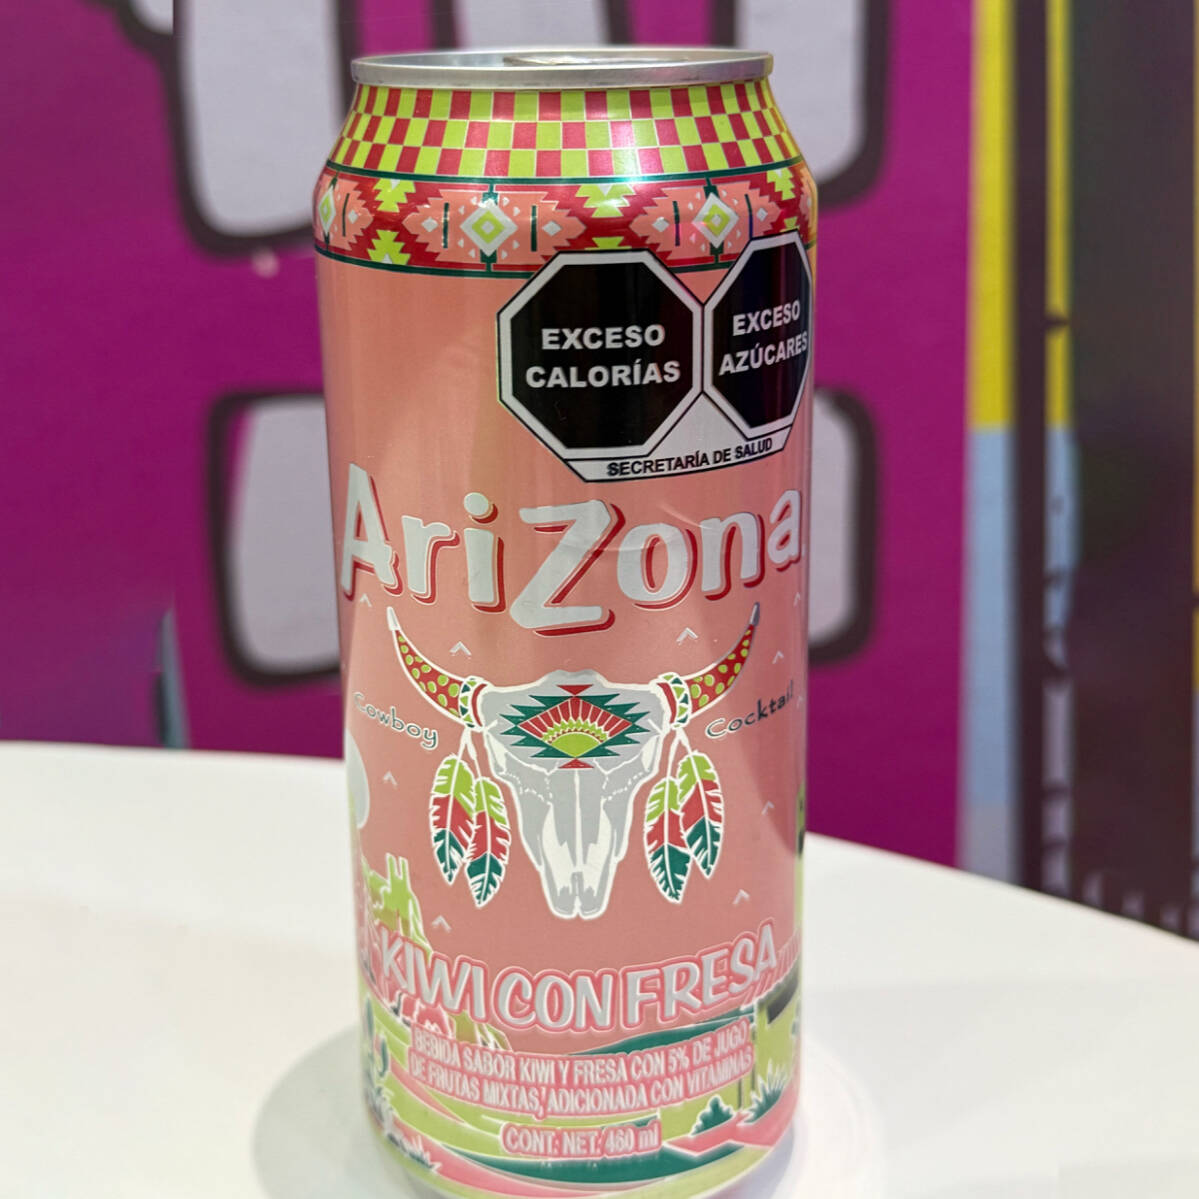 EXCESO
CALORÍAS
EXCESO
AZÚCARES
SECRETARÍA DE SALUD
AriZona
Cowboy Cocktail
KIWI CON FRESA
BEBIDA SABOR KIWI Y FRESA CON 5% DE JUGO
DE FRUTAS MIXTAS, ADICIONADA CON VITAMINAS
CONT. NET. 460 ml